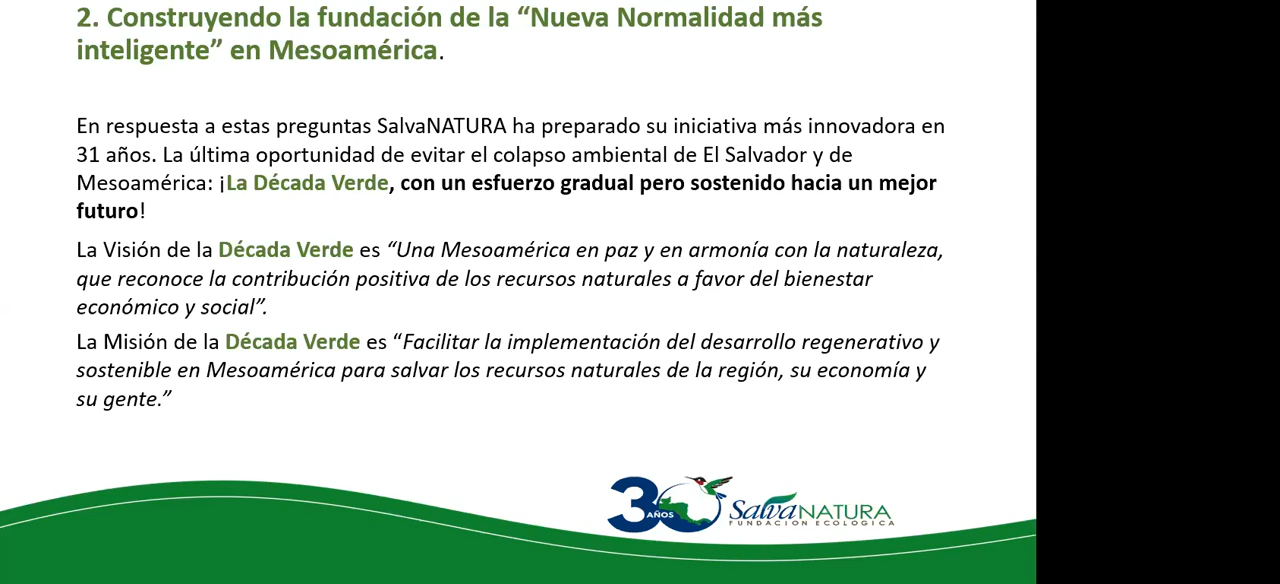 2. Construyendo la fundación de la “Nueva Normalidad más
inteligente” en Mesoamérica.
En respuesta a estas preguntas SalvaNATURA ha preparado su iniciativa más innovadora en
31 años. La última oportunidad de evitar el colapso ambiental de El Salvador y de
Mesoamérica: ¡La Década Verde, con un esfuerzo gradual pero sostenido hacia un mejor
futuro!
La Visión de la Década Verde es “Una Mesoamérica en paz y en armonía con la naturaleza,
que reconoce la contribución positiva de los recursos naturales a favor del bienestar
económico y social”.
La Misión de la Década Verde es “Facilitar la implementación del desarrollo regenerativo y
sostenible en Mesoamérica para salvar los recursos naturales de la región, su economía y
su gente.”
30 AÑOS SalvaNATURA
FUNDACIÓN ECOLÓGICA